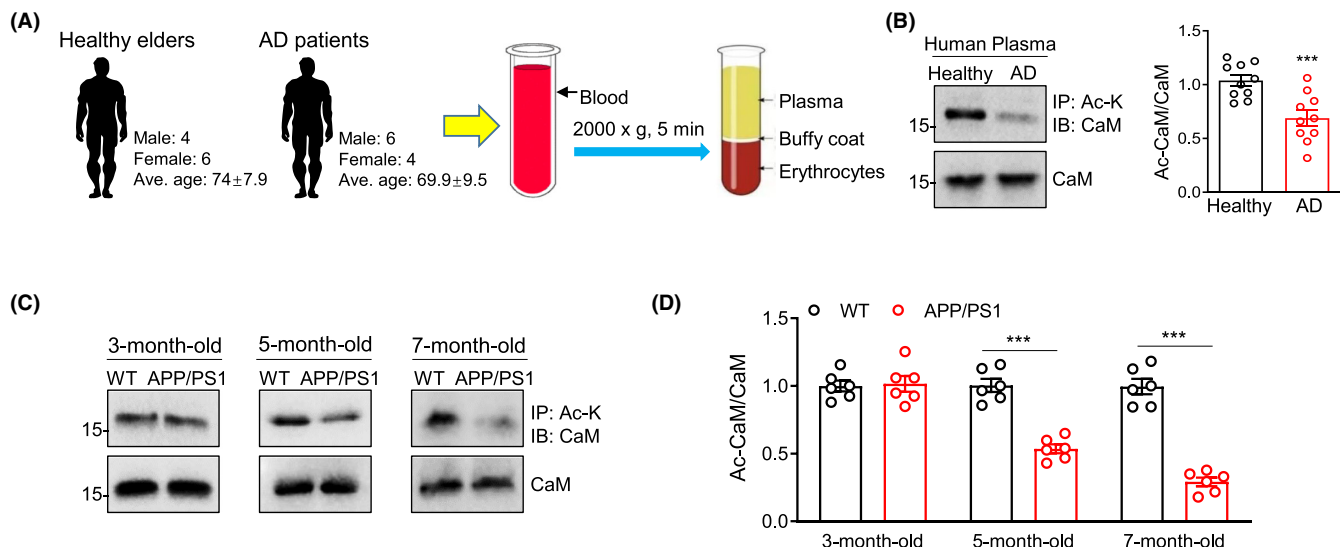 (A)
Healthy elders
AD patients
Male: 4
Female: 6
Ave. age: 74±7.9
Male: 6
Female: 4
Ave. age: 69.9±9.5
Blood
2000 x g, 5 min
Plasma
Buffy coat
Erythrocytes
(B)
Human Plasma
Healthy AD
IP: Ac-K
IB: CaM
15
15
CaM
Ac-CaM/CaM
1.5
1.0
0.5
0.0
***
Healthy AD
(C)
3-month-old
5-month-old
7-month-old
WT APP/PS1
WT APP/PS1
WT APP/PS1
IP: Ac-K
IB: CaM
15
15
CaM
(D)
WT APP/PS1
Ac-CaM/CaM
1.5
1.0
0.5
0.0
***
***
3-month-old 5-month-old 7-month-old